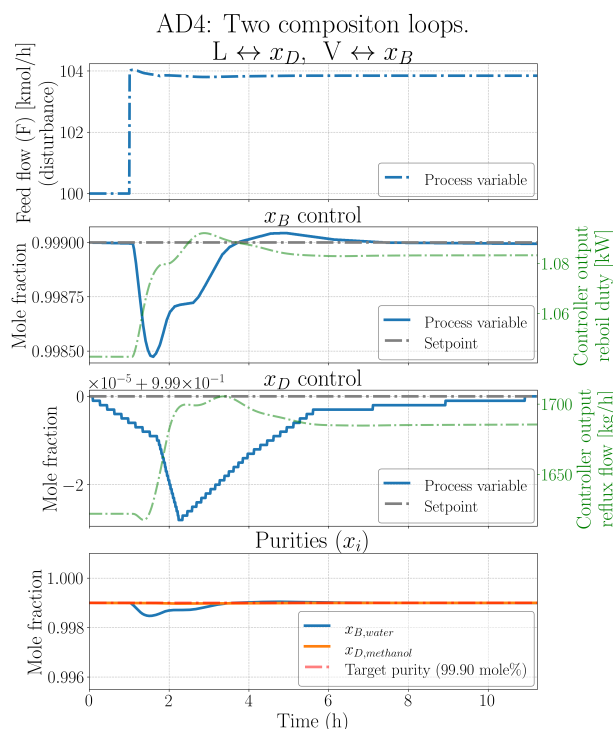 AD4: Two compositon loops.
L ↔ x_D, V ↔ x_B
Feed flow (F) [kmol/h]
(disturbance)
104
102
100
Process variable
x_B control
Mole fraction
0.99900
0.99875
0.99850
Process variable
Setpoint
1.08
1.06
Controller output
reboil duty [kW]
×10⁻⁵ + 9.99×10⁻¹
x_D control
Mole fraction
0
−2
Process variable
Setpoint
1700
1650
Controller output
reflux flow [kg/h]
Purities (x_i)
Mole fraction
1.000
0.998
0.996
x_B,water
x_D,methanol
Target purity (99.90 mole%)
0 2 4 6 8 10
Time (h)